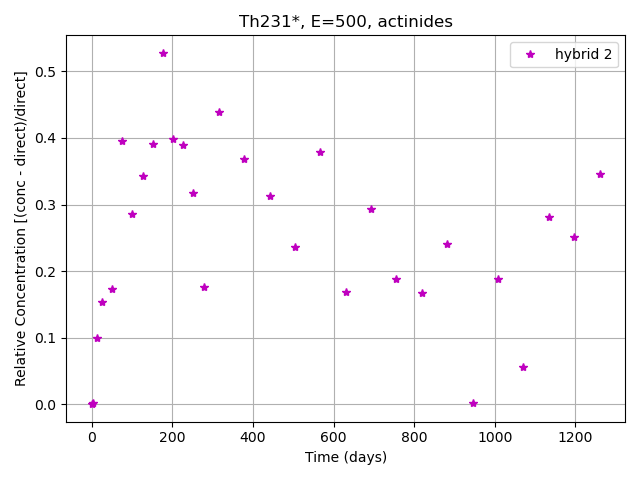 Th231*, E=500, actinides
hybrid 2
Relative Concentration [(conc - direct)/direct]
0.5
0.4
0.3
0.2
0.1
0.0
0 200 400 600 800 1000 1200
Time (days)